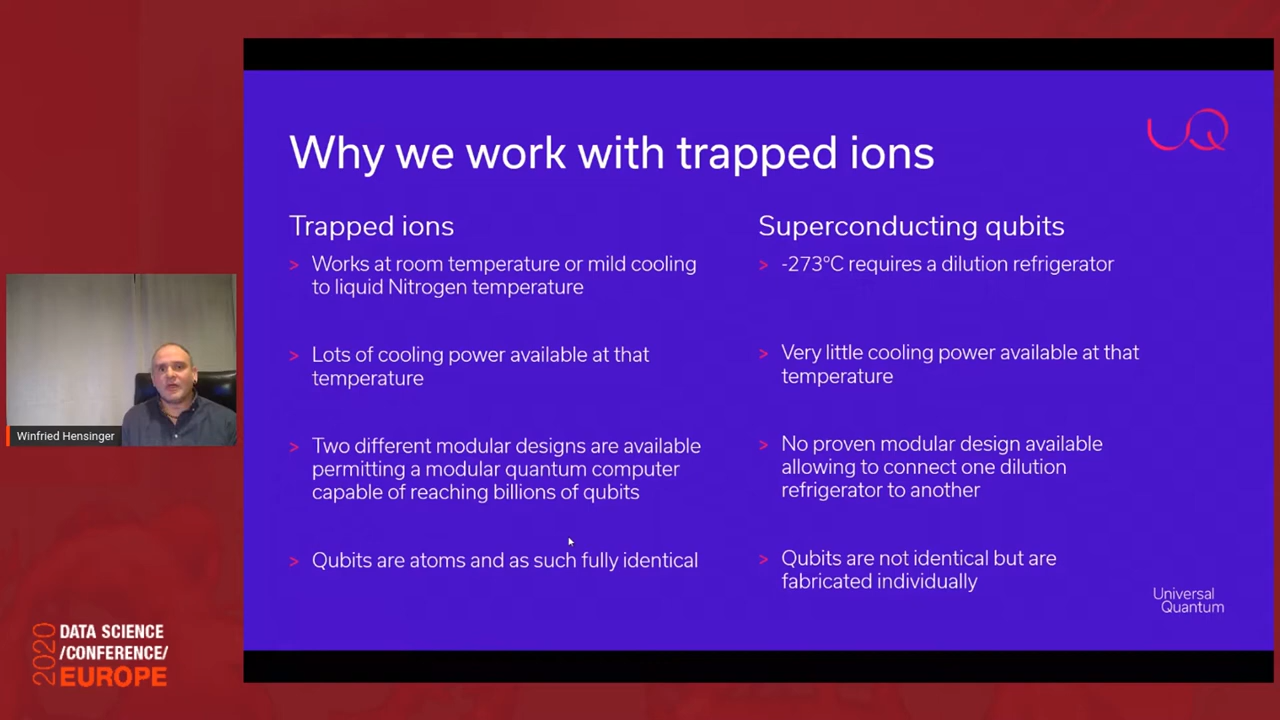 Why we work with trapped ions
UQ
Trapped ions
> Works at room temperature or mild cooling
to liquid Nitrogen temperature
> Lots of cooling power available at that
temperature
> Two different modular designs are available
permitting a modular quantum computer
capable of reaching billions of qubits
> Qubits are atoms and as such fully identical
Superconducting qubits
> -273ºC requires a dilution refrigerator
> Very little cooling power available at that
temperature
> No proven modular design available
allowing to connect one dilution
refrigerator to another
> Qubits are not identical but are
fabricated individually
Universal
Quantum
Winfried Hensinger
2020
DATA SCIENCE
/CONFERENCE/
EUROPE